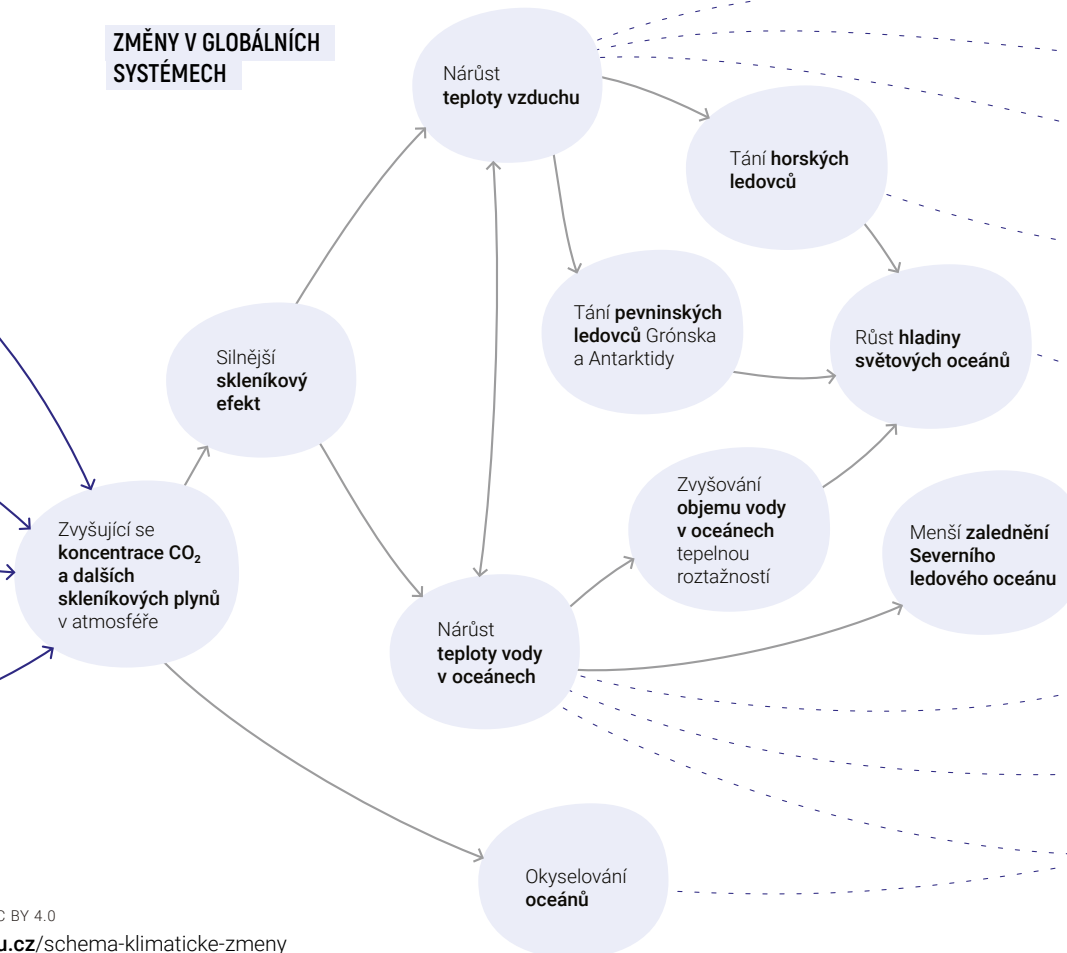 ZMĚNY V GLOBÁLNÍCH
SYSTÉMECH
Nárůst
teploty vzduchu
Tání horských
ledovců
Tání pevninských
ledovců Grónska
a Antarktidy
Růst hladiny
světových oceánů
Silnější
skleníkový
efekt
Zvyšování
objemu vody
v oceánech
tepelnou
roztažností
Menší zalednění
Severního
ledového oceánu
Zvyšující se
koncentrace CO₂
a dalších
skleníkových plynů
v atmosféře
Nárůst
teploty vody
v oceánech
Okyselování
oceánů
C BY 4.0
u.cz/schema-klimaticke-zmeny